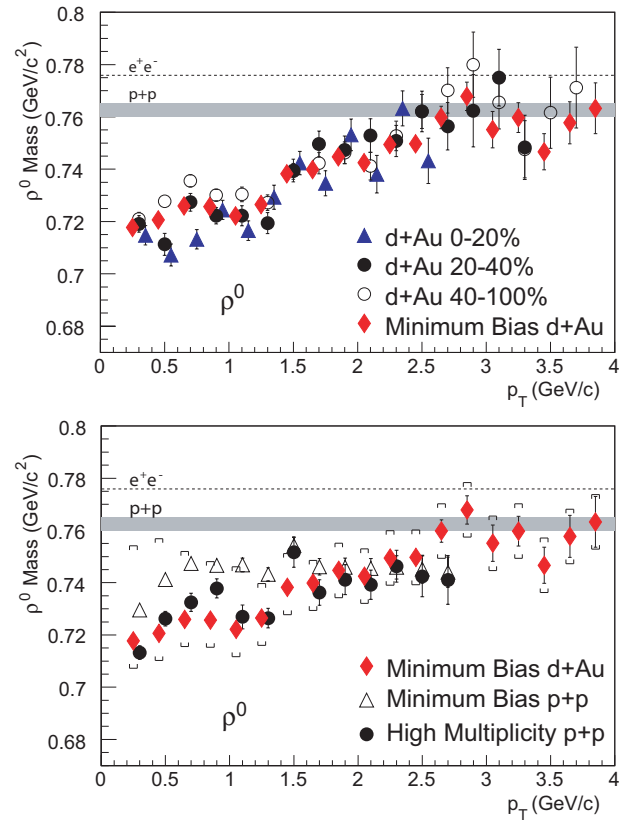 ρ⁰ Mass (GeV/c²)
0.8
0.78
0.76
0.74
0.72
0.7
0.68
e⁺e⁻
p+p
d+Au 0-20%
d+Au 20-40%
d+Au 40-100%
Minimum Bias d+Au
ρ⁰
0 0.5 1 1.5 2 2.5 3 3.5 4
p_T (GeV/c)
ρ⁰ Mass (GeV/c²)
0.8
0.78
0.76
0.74
0.72
0.7
0.68
e⁺e⁻
p+p
Minimum Bias d+Au
Minimum Bias p+p
High Multiplicity p+p
ρ⁰
0 0.5 1 1.5 2 2.5 3 3.5 4
p_T (GeV/c)